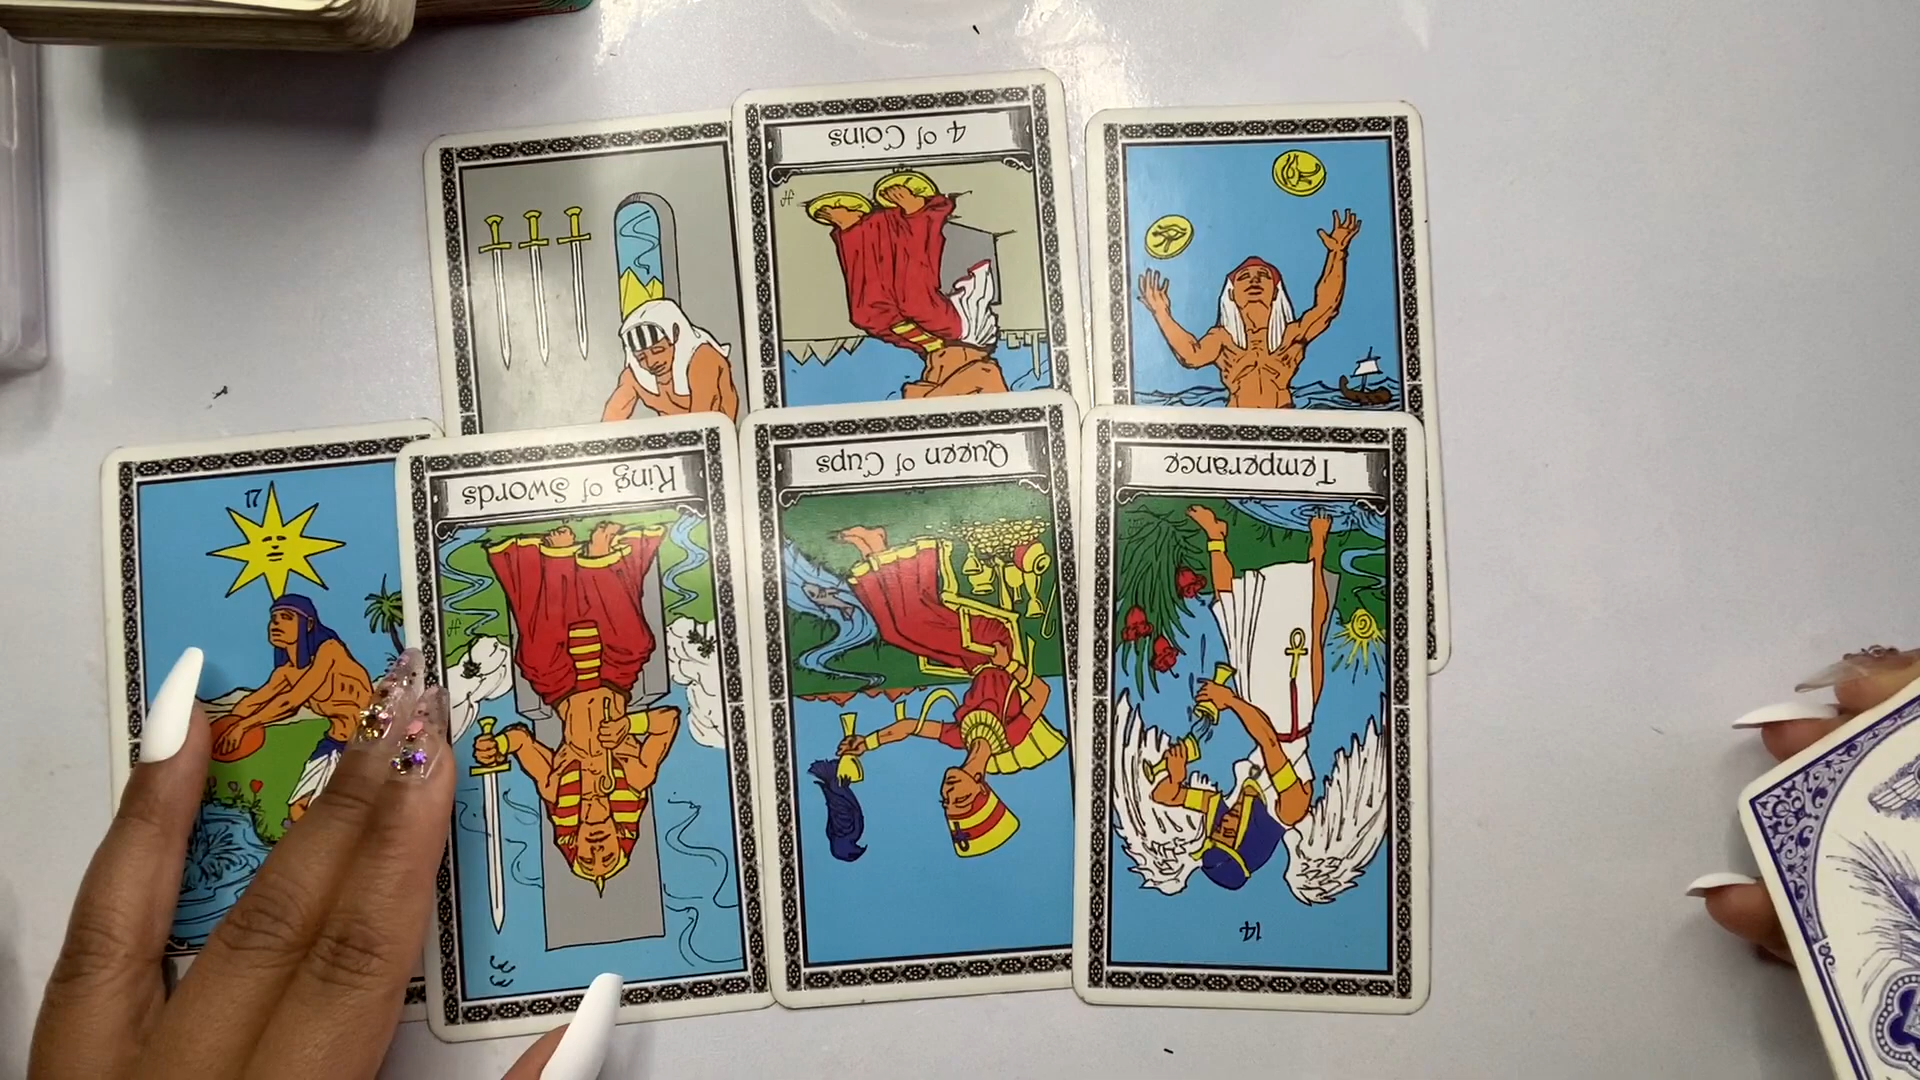 4 of Coins
17
King of Swords
Queen of Cups
Temperance
14